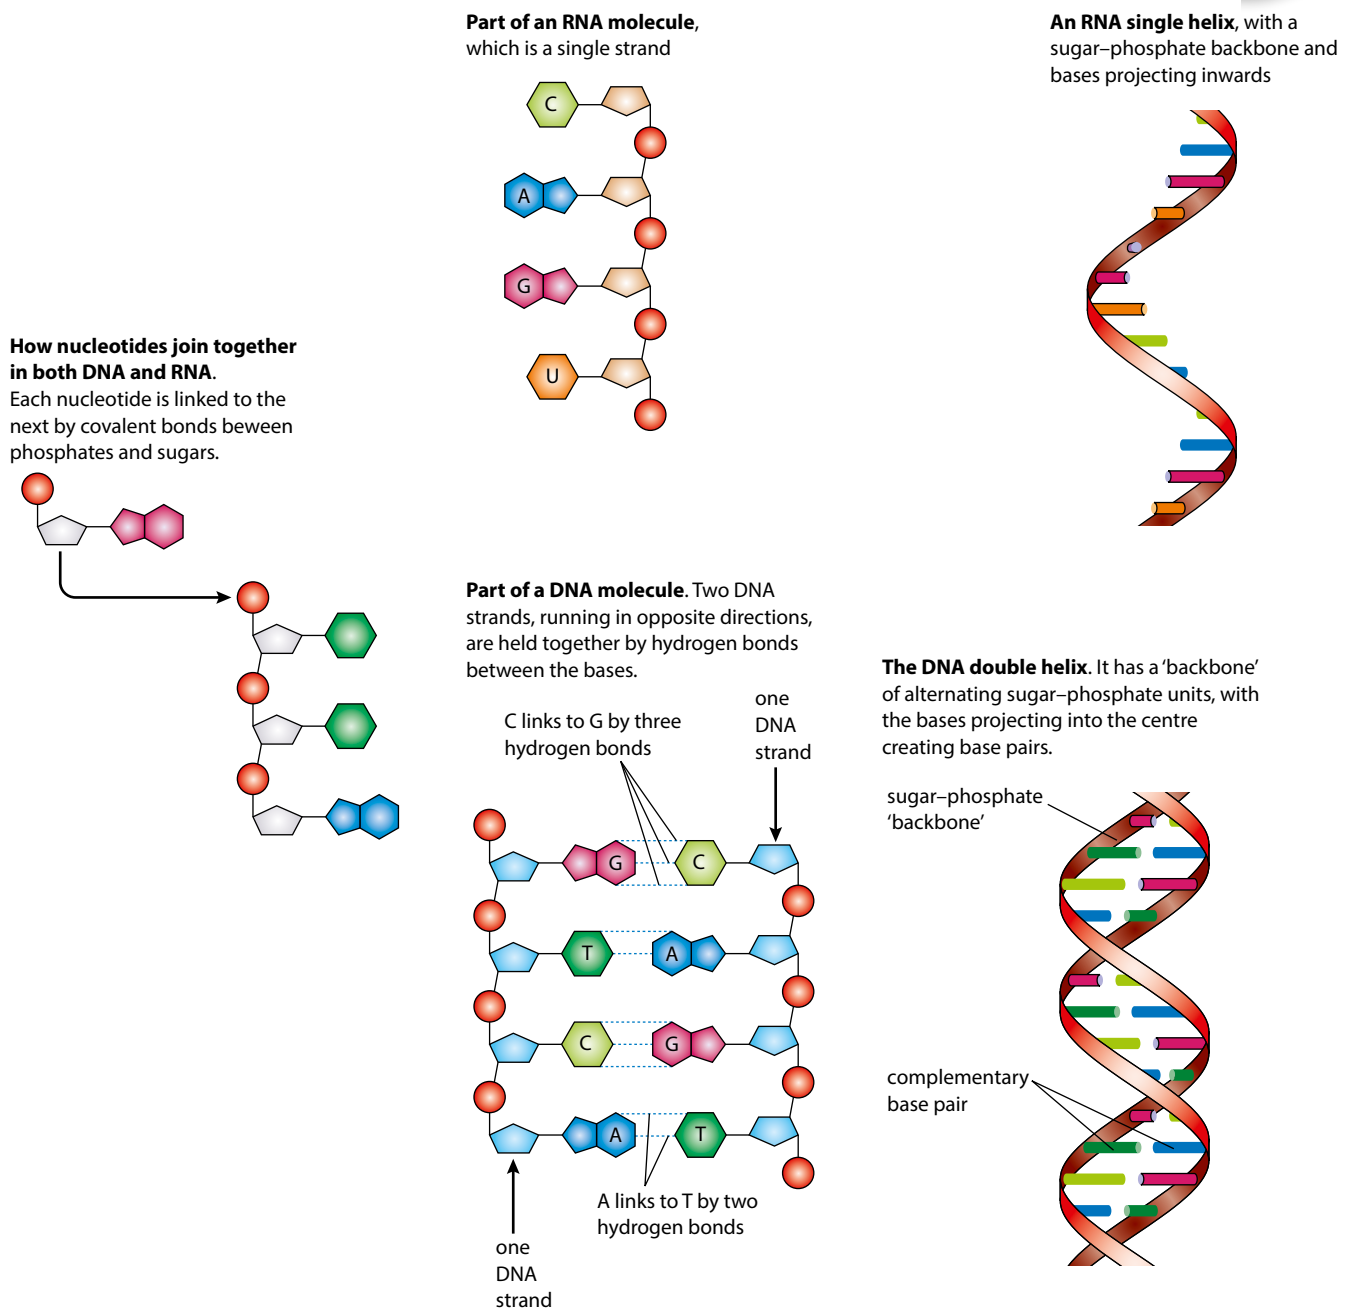 Part of an RNA molecule,
which is a single strand
C
A
G
U
An RNA single helix, with a
sugar–phosphate backbone and
bases projecting inwards
How nucleotides join together
in both DNA and RNA.
Each nucleotide is linked to the
next by covalent bonds beween
phosphates and sugars.
Part of a DNA molecule. Two DNA
strands, running in opposite directions,
are held together by hydrogen bonds
between the bases.
C links to G by three
hydrogen bonds
one
DNA
strand
G C
T A
C G
A T
A links to T by two
hydrogen bonds
one
DNA
strand
The DNA double helix. It has a ‘backbone’
of alternating sugar–phosphate units, with
the bases projecting into the centre
creating base pairs.
sugar–phosphate
‘backbone’
complementary
base pair